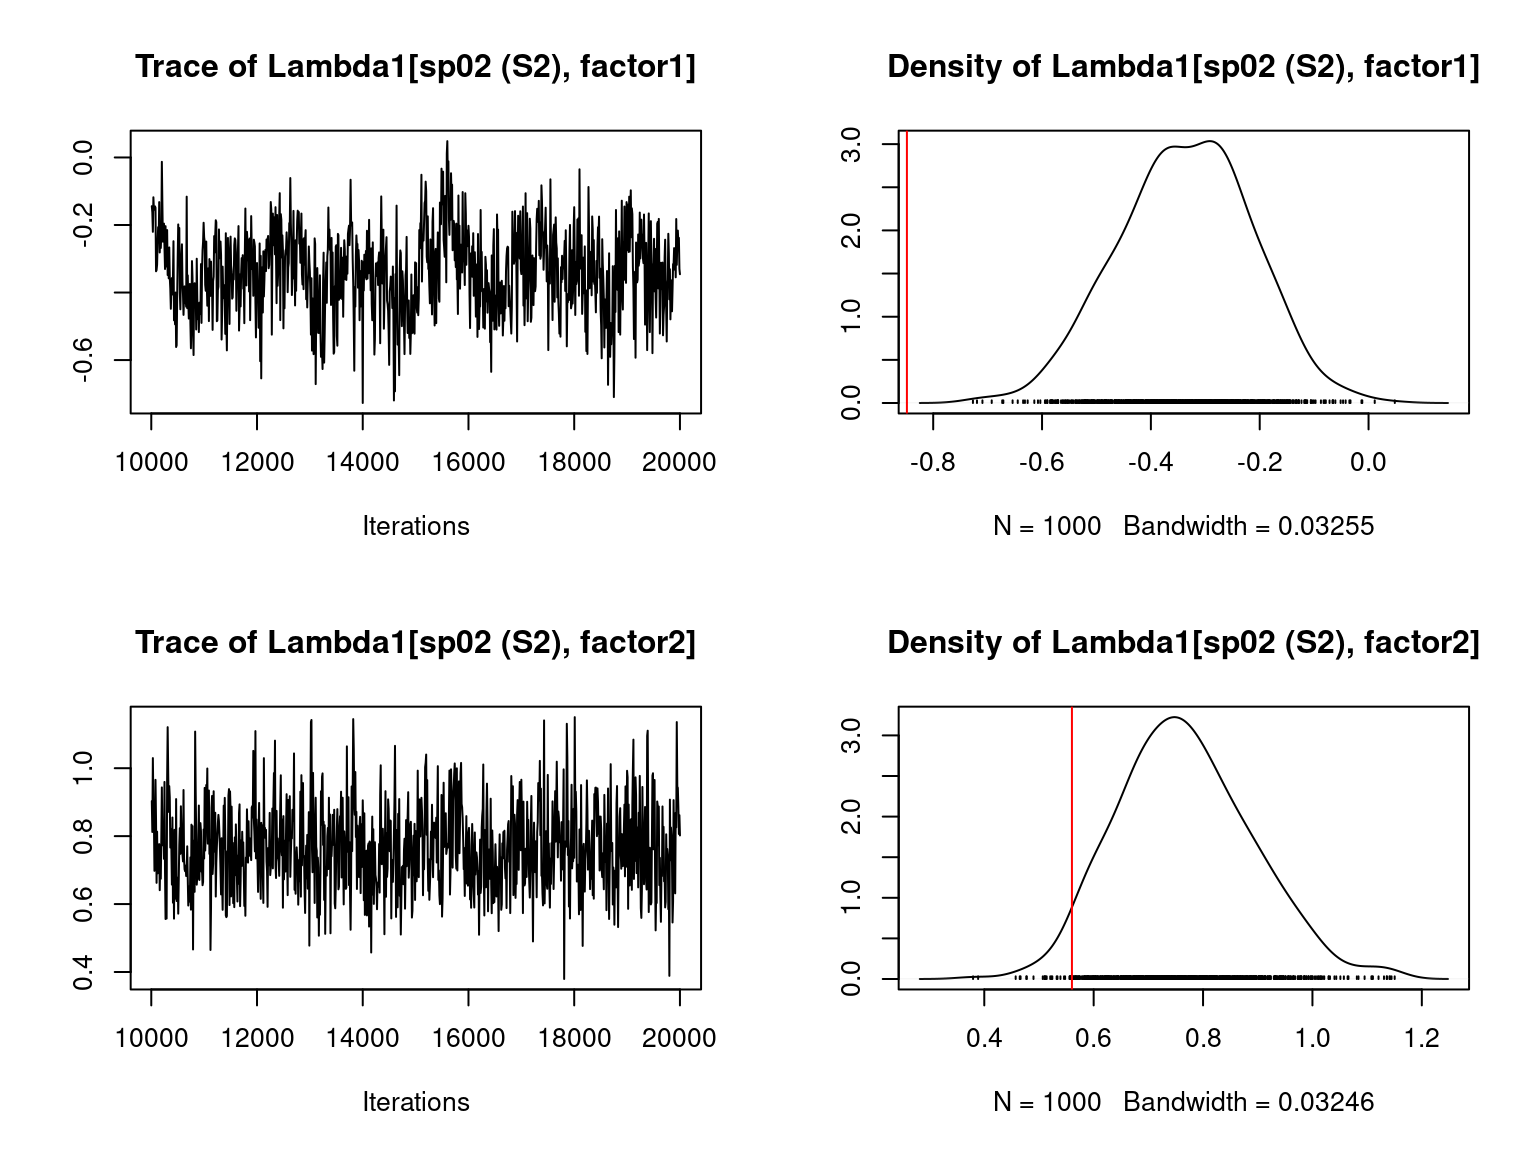 Trace of Lambda1[sp02 (S2), factor1]
0.0
-0.2
-0.6
10000 12000 14000 16000 18000 20000
Iterations
Density of Lambda1[sp02 (S2), factor1]
3.0
2.0
1.0
0.0
-0.8 -0.6 -0.4 -0.2 0.0
N = 1000 Bandwidth = 0.03255
Trace of Lambda1[sp02 (S2), factor2]
1.0
0.8
0.6
0.4
10000 12000 14000 16000 18000 20000
Iterations
Density of Lambda1[sp02 (S2), factor2]
3.0
2.0
1.0
0.0
0.4 0.6 0.8 1.0 1.2
N = 1000 Bandwidth = 0.03246